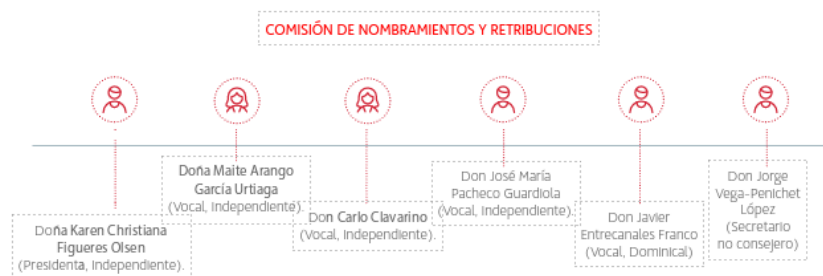 COMISIÓN DE NOMBRAMIENTOS Y RETRIBUCIONES
Doña Karen Christiana
Figueres Olsen
(Presidenta, Independiente).
Doña Maite Arango
García Urtiaga
(Vocal, Independiente).
Don Carlo Clavarino
(Vocal, Independiente).
Don José María
Pacheco Guardiola
(Vocal, Independiente).
Don Javier
Entrecanales Franco
(Vocal, Dominical)
Don Jorge
Vega-Penichet
López
(Secretario
no consejero)